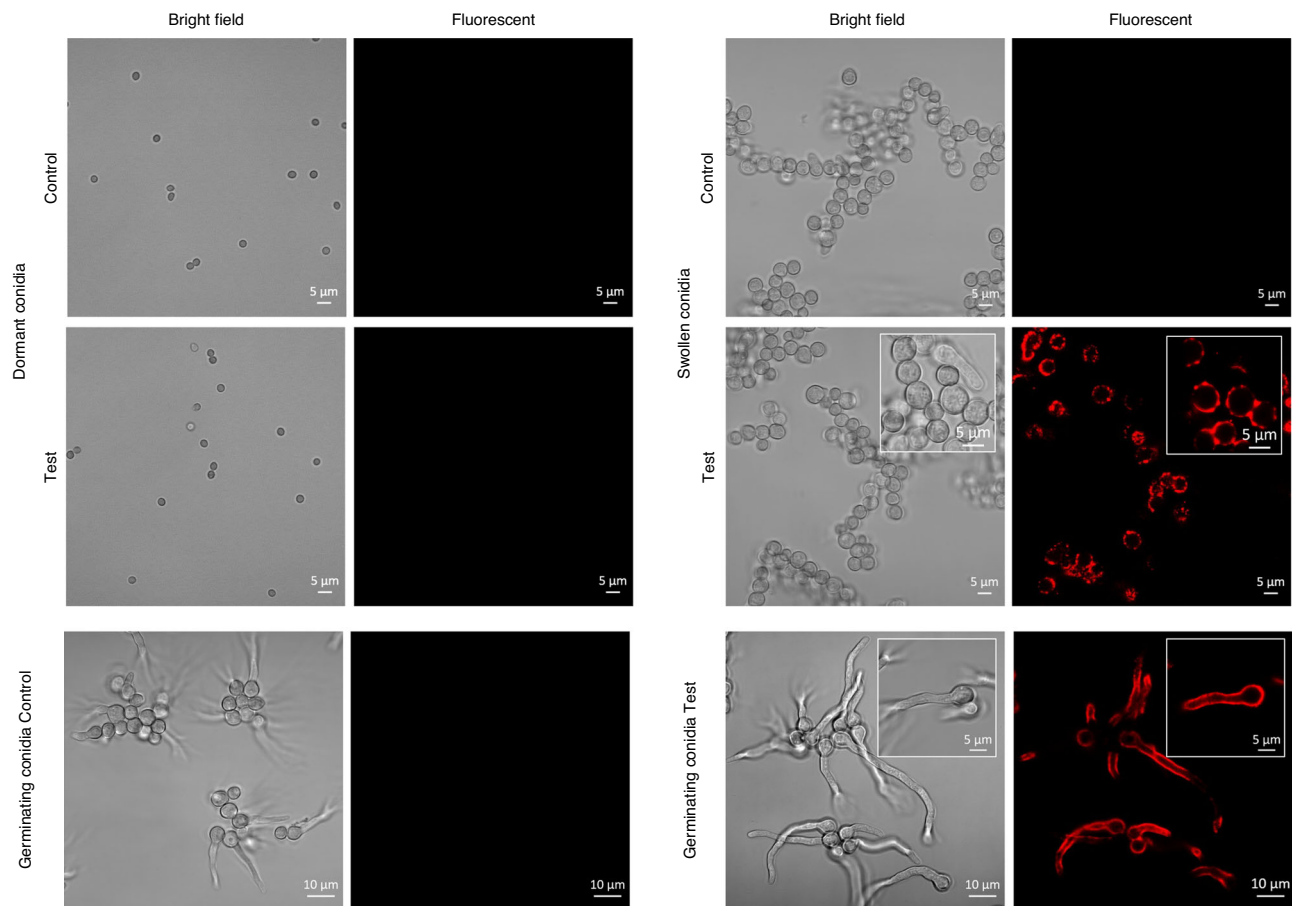 Bright field
Fluorescent
Bright field
Fluorescent
Dormant conidia
Control
5 µm
5 µm
Swollen conidia
Control
5 µm
5 µm
Test
5 µm
5 µm
Test
5 µm
5 µm
5 µm
5 µm
Germinating conidia Control
10 µm
10 µm
Germinating conidia Test
5 µm
10 µm
5 µm
10 µm